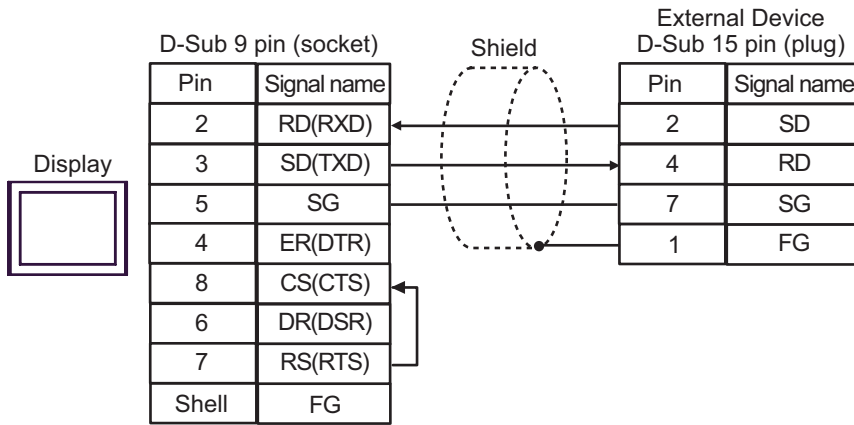 External Device
D-Sub 9 pin (socket) Shield D-Sub 15 pin (plug)
Pin Signal name Pin Signal name
2 RD(RXD) 2 SD
Display 3 SD(TXD) 4 RD
5 SG 7 SG
4 ER(DTR) 1 FG
8 CS(CTS)
6 DR(DSR)
7 RS(RTS)
Shell FG